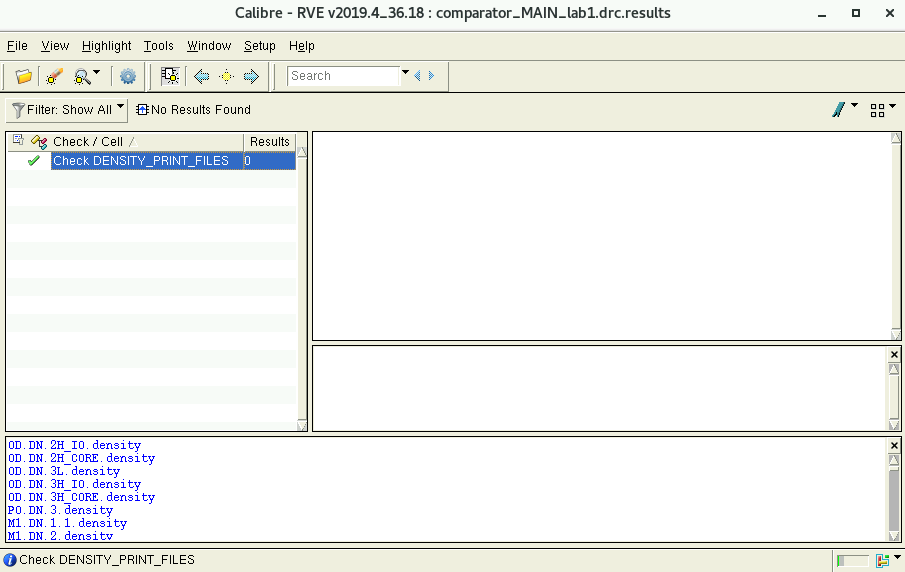 Calibre - RVE v2019.4_36.18 : comparator_MAIN_lab1.drc.results
File View Highlight Tools Window Setup Help
Search
Filter: Show All No Results Found
Check / Cell Results
Check DENSITY_PRINT_FILES 0
OD.DN.2H_IO.density
OD.DN.2H_CORE.density
OD.DN.3L.density
OD.DN.3H_IO.density
OD.DN.3H_CORE.density
PO.DN.3.density
M1.DN.1.1.density
M1.DN.2.density
Check DENSITY_PRINT_FILES